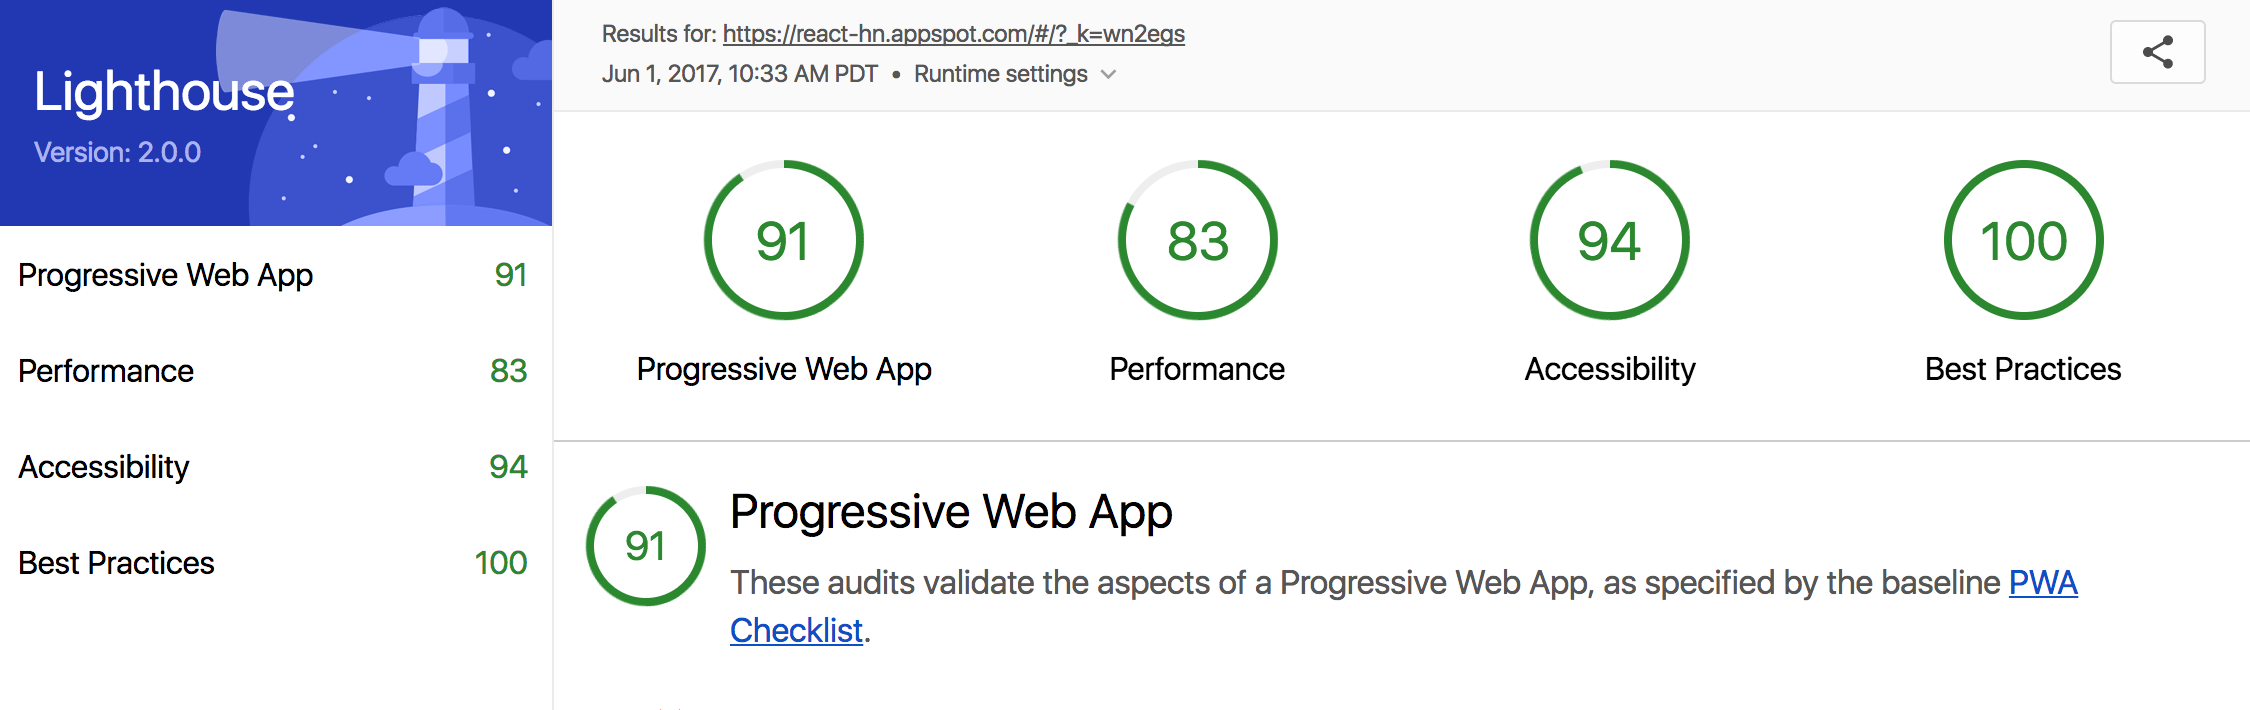 Lighthouse
Version: 2.0.0
Progressive Web App 91
Performance 83
Accessibility 94
Best Practices 100
Results for: https://react-hn.appspot.com/#/?_k=wn2egs
Jun 1, 2017, 10:33 AM PDT • Runtime settings
91 83 94 100
Progressive Web App Performance Accessibility Best Practices
91
Progressive Web App
These audits validate the aspects of a Progressive Web App, as specified by the baseline PWA
Checklist.